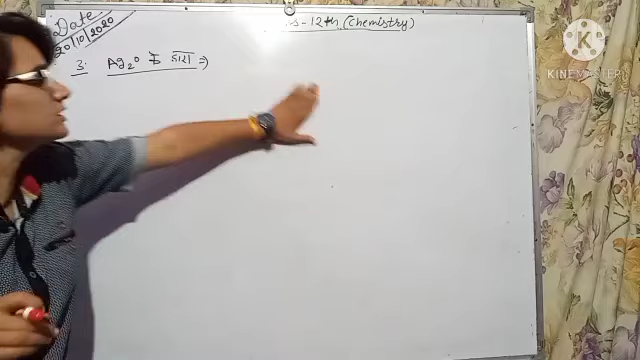 Date
20/10/2020
s-12th (Chemistry)
3. Ag₂O के द्वारा ⇒
K
KINEMASTER